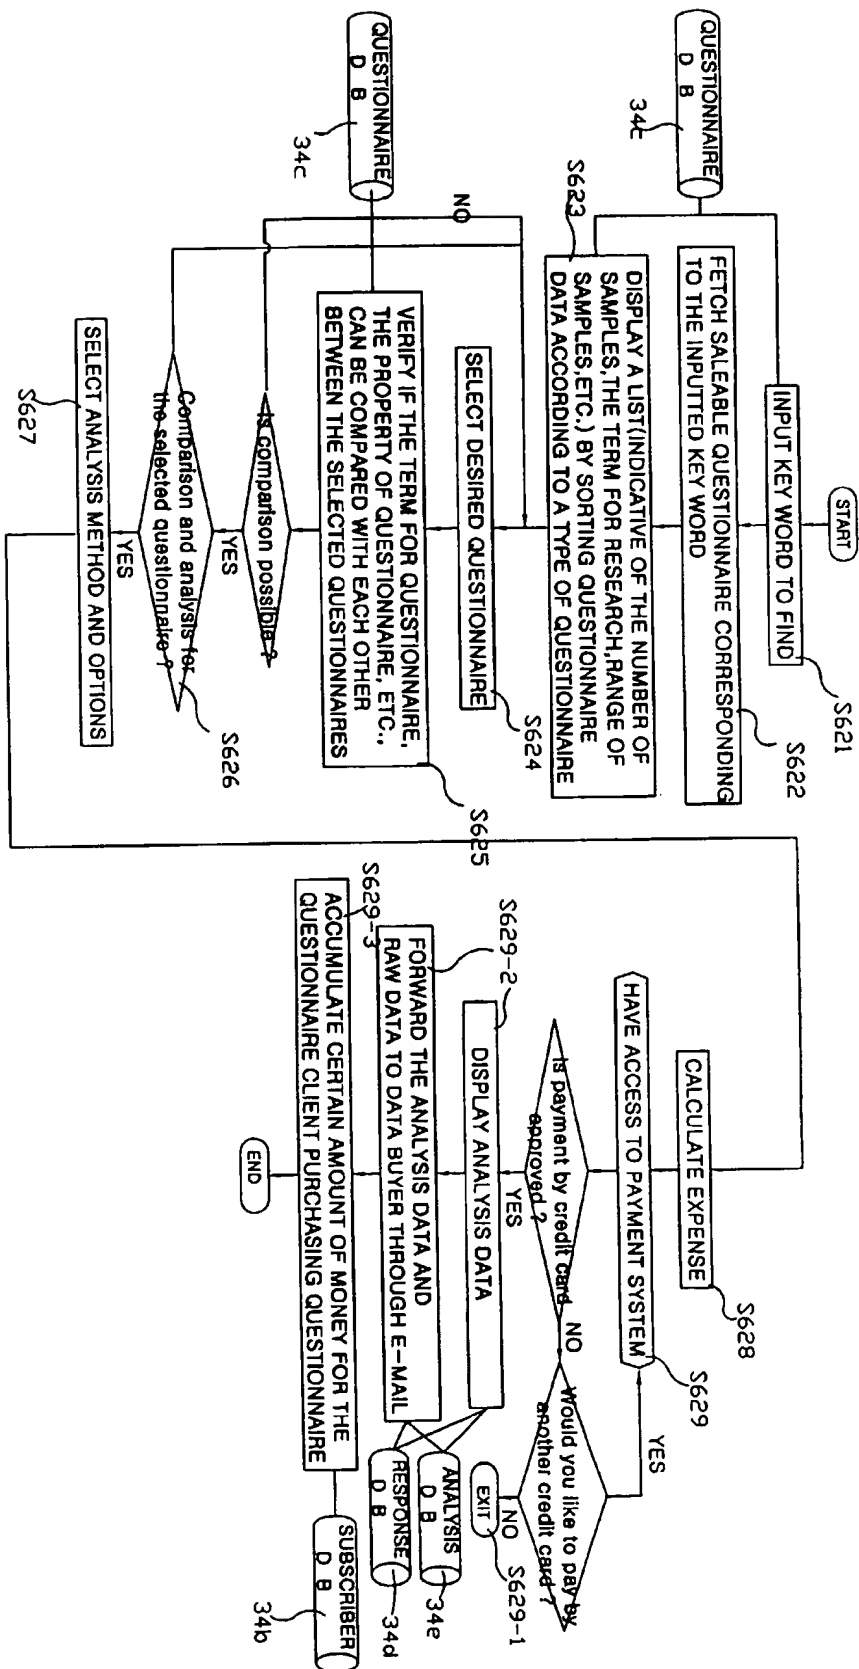 START
INPUT KEY WORD TO FIND
S621
QUESTIONNAIRE
D B
34c
FETCH SALEABLE QUESTIONNAIRE CORRESPONDING
TO THE INPUTTED KEY WORD
S622
DISPLAY A LIST(INDICATIVE OF THE NUMBER OF
SAMPLES,THE TERM FOR RESEARCH,RANGE OF
SAMPLES,ETC.) BY SORTING QUESTIONNAIRE
DATA ACCORDING TO A TYPE OF QUESTIONNAIRE
S623
SELECT DESIRED QUESTIONNAIRE
S624
NO
QUESTIONNAIRE
D B
34c
VERIFY IF THE TERM FOR QUESTIONNAIRE,
THE PROPERTY OF QUESTIONNAIRE, ETC.,
CAN BE COMPARED WITH EACH OTHER
BETWEEN THE SELECTED QUESTIONNAIRES
S625
Is comparison possible ?
YES
Comparison and analysis for
the selected questionnaire ?
S626
YES
SELECT ANALYSIS METHOD AND OPTIONS
S627
CALCULATE EXPENSE
S628
HAVE ACCESS TO PAYMENT SYSTEM
S629
YES
Is payment by credit card
approved ?
NO
Would you like to pay by
another credit card ?
YES
NO
EXIT
S629-1
DISPLAY ANALYSIS DATA
S629-2
ANALYSIS
D B
34e
FORWARD THE ANALYSIS DATA AND
RAW DATA TO DATA BUYER THROUGH E-MAIL
S629-3
RESPONSE
D B
34d
ACCUMULATE CERTAIN AMOUNT OF MONEY FOR THE
QUESTIONNAIRE CLIENT PURCHASING QUESTIONNAIRE
SUBSCRIBER
D B
34b
END